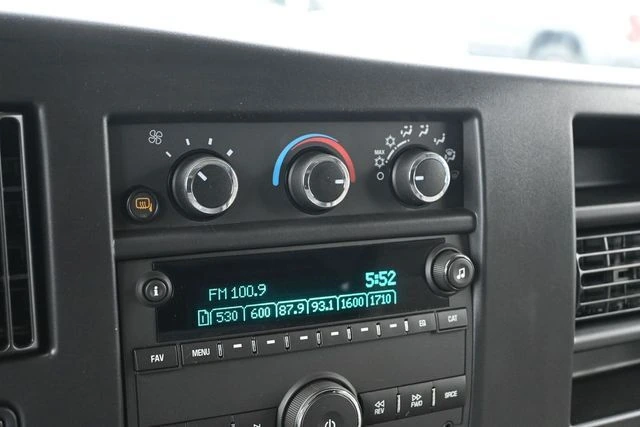 MAX
FM 100.9
5:52
530 600 87.9 93.1 1600 1710
i
FAV
MENU
EQ
CAT
REV
FWD
SRCE